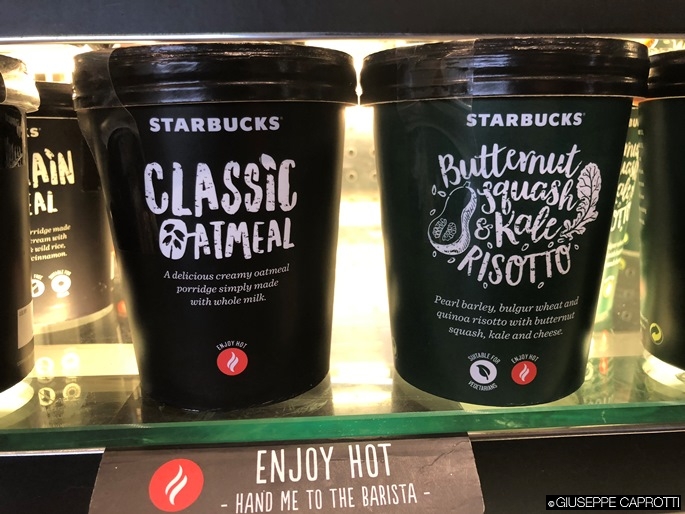 STARBUCKS
CLASSIC
OATMEAL
A delicious creamy oatmeal
porridge simply made
with whole milk.
ENJOY HOT
STARBUCKS
Butternut
squash
& Kale
RISOTTO
Pearl barley, bulgur wheat and
quinoa risotto with butternut
squash, kale and cheese.
SUITABLE FOR
VEGETARIANS
ENJOY HOT
ENJOY HOT
- HAND ME TO THE BARISTA -
© GIUSEPPE CAPROTTI